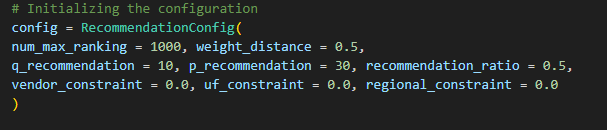 # Initializing the configuration
config = RecommendationConfig(
num_max_ranking = 1000, weight_distance = 0.5,
q_recommendation = 10, p_recommendation = 30, recommendation_ratio = 0.5,
vendor_constraint = 0.0, uf_constraint = 0.0, regional_constraint = 0.0
)